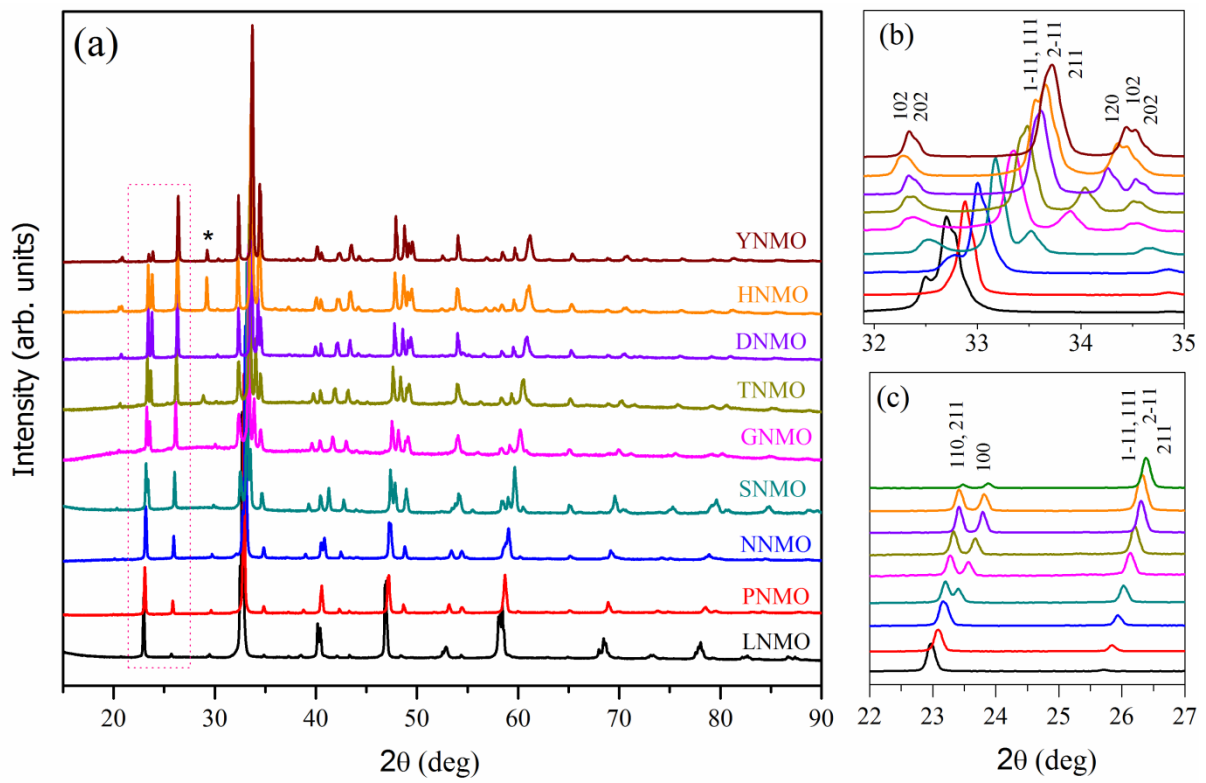 (a)
*
YNMO
HNMO
DNMO
TNMO
GNMO
SNMO
NNMO
PNMO
LNMO
Intensity (arb. units)
20 30 40 50 60 70 80 90
2θ (deg)
(b)
102
202
1-11, 111
2-11
211
120
102
202
32 33 34 35
(c)
110, 211
100
1-11, 111
2-11
211
22 23 24 25 26 27
2θ (deg)